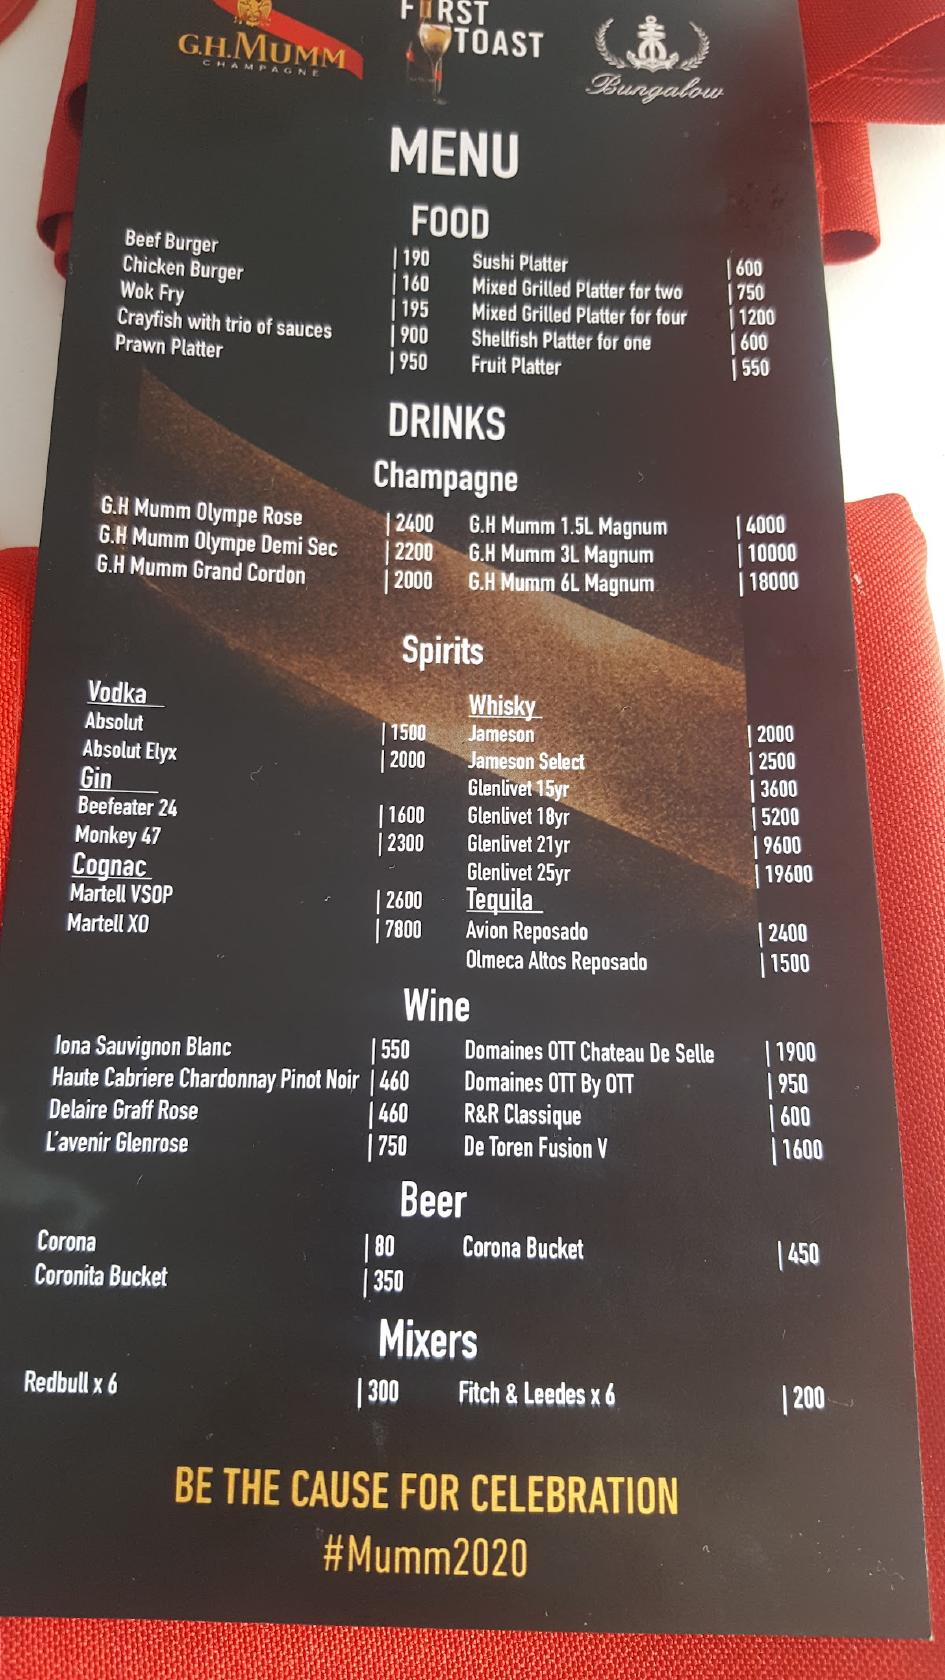 G.H.MUMM
CHAMPAGNE
FIRST
TOAST
Bungalow
MENU
FOOD
Beef Burger | 190
Chicken Burger | 160
Wok Fry | 195
Crayfish with trio of sauces | 900
Prawn Platter | 950
Sushi Platter | 600
Mixed Grilled Platter for two | 750
Mixed Grilled Platter for four | 1200
Shellfish Platter for one | 600
Fruit Platter | 550
DRINKS
Champagne
G.H Mumm Olympe Rose | 2400
G.H Mumm Olympe Demi Sec | 2200
G.H Mumm Grand Cordon | 2000
G.H Mumm 1.5L Magnum | 4000
G.H Mumm 3L Magnum | 10000
G.H Mumm 6L Magnum | 18000
Spirits
Vodka
Absolut | 1500
Absolut Elyx | 2000
Gin
Beefeater 24 | 1600
Monkey 47 | 2300
Cognac
Martell VSOP | 2600
Martell XO | 7800
Whisky
Jameson | 2000
Jameson Select | 2500
Glenlivet 15yr | 3600
Glenlivet 18yr | 5200
Glenlivet 21yr | 9600
Glenlivet 25yr | 19600
Tequila
Avion Reposado | 2400
Olmeca Altos Reposado | 1500
Wine
Iona Sauvignon Blanc | 550
Haute Cabriere Chardonnay Pinot Noir | 460
Delaire Graff Rose | 460
L'avenir Glenrose | 750
Domaines OTT Chateau De Selle | 1900
Domaines OTT By OTT | 950
R&R Classique | 600
De Toren Fusion V | 1600
Beer
Corona | 80
Coronita Bucket | 350
Corona Bucket | 450
Mixers
Redbull x 6 | 300
Fitch & Leedes x 6 | 200
BE THE CAUSE FOR CELEBRATION
#Mumm2020